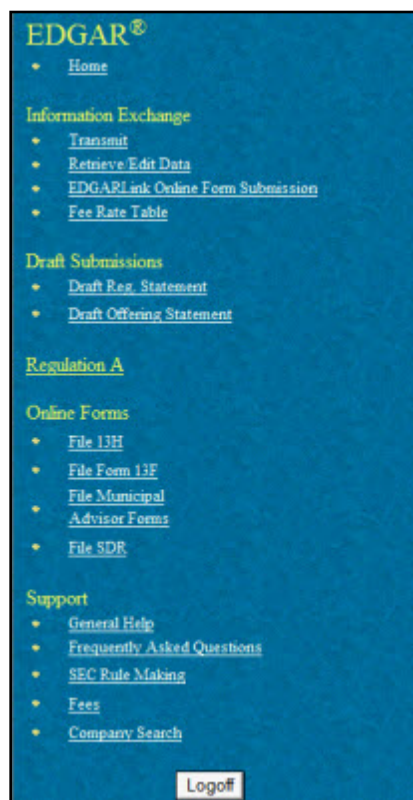 EDGAR®
Home
Information Exchange
Transmit
Retrieve/Edit Data
EDGARLink Online Form Submission
Fee Rate Table
Draft Submissions
Draft Reg. Statement
Draft Offering Statement
Regulation A
Online Forms
File 13H
File Form 13F
File Municipal
Advisor Forms
File SDR
Support
General Help
Frequently Asked Questions
SEC Rule Making
Fees
Company Search
Logoff